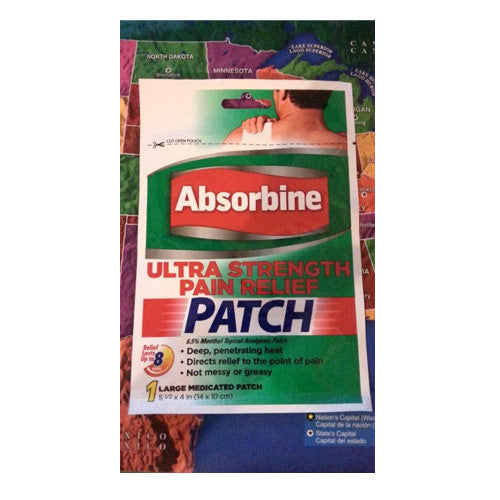 LAKE SUPERIOR
LAGO SUPERIOR
NORTH DAKOTA
MINNESOTA
CUT OPEN POUCH
Absorbine
ULTRA STRENGTH
PAIN RELIEF
PATCH
6.5% Menthol Topical Analgesic Patch
Relief
Lasts
Up to
8
• Deep, penetrating heat
• Directs relief to the point of pain
• Not messy or greasy
1 LARGE MEDICATED PATCH
5 1/2 x 4 in (14 x 10 cm)
Nation's Capital (Was
Capital de la nación (
State's Capital
Capital del estado
XICO
XICO